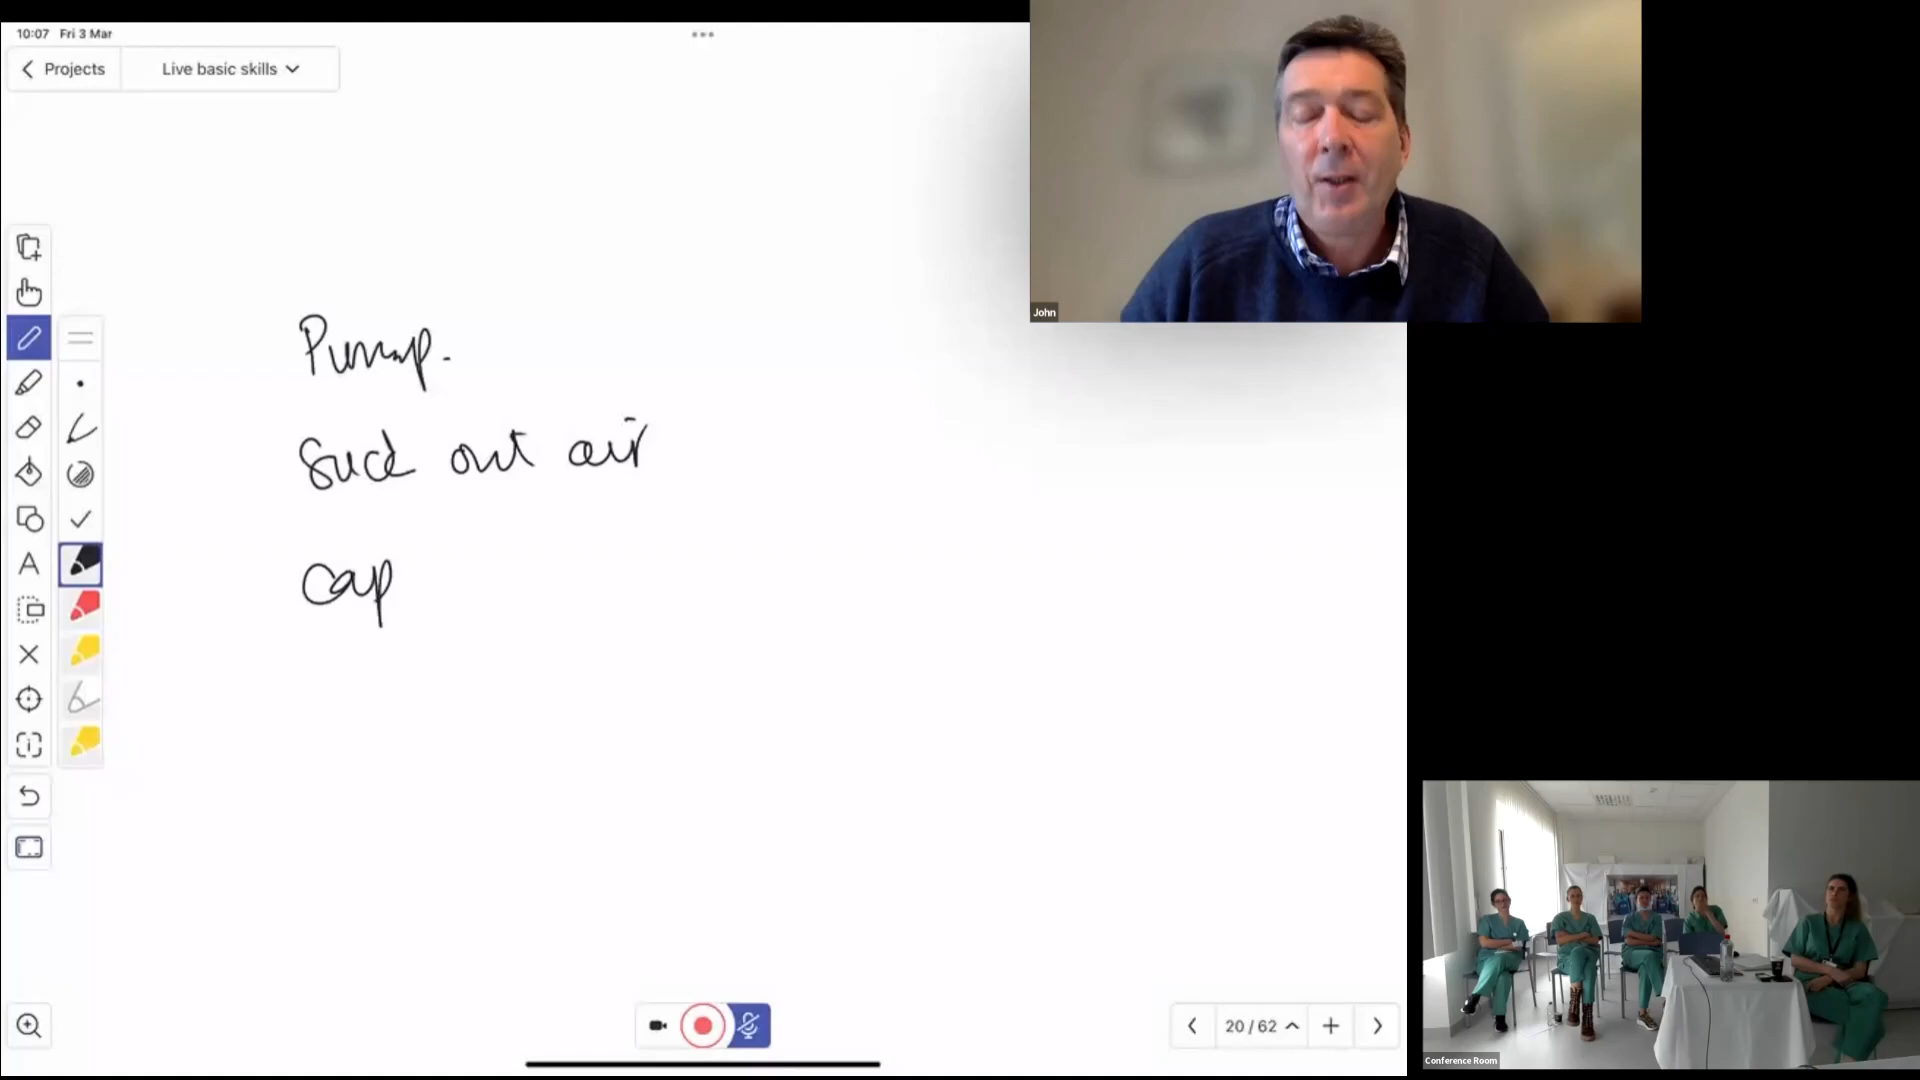 10:07 Fri 3 Mar
Projects
Live basic skills
John
Pump.
Suck out air
cap
A
20/62
Conference Room